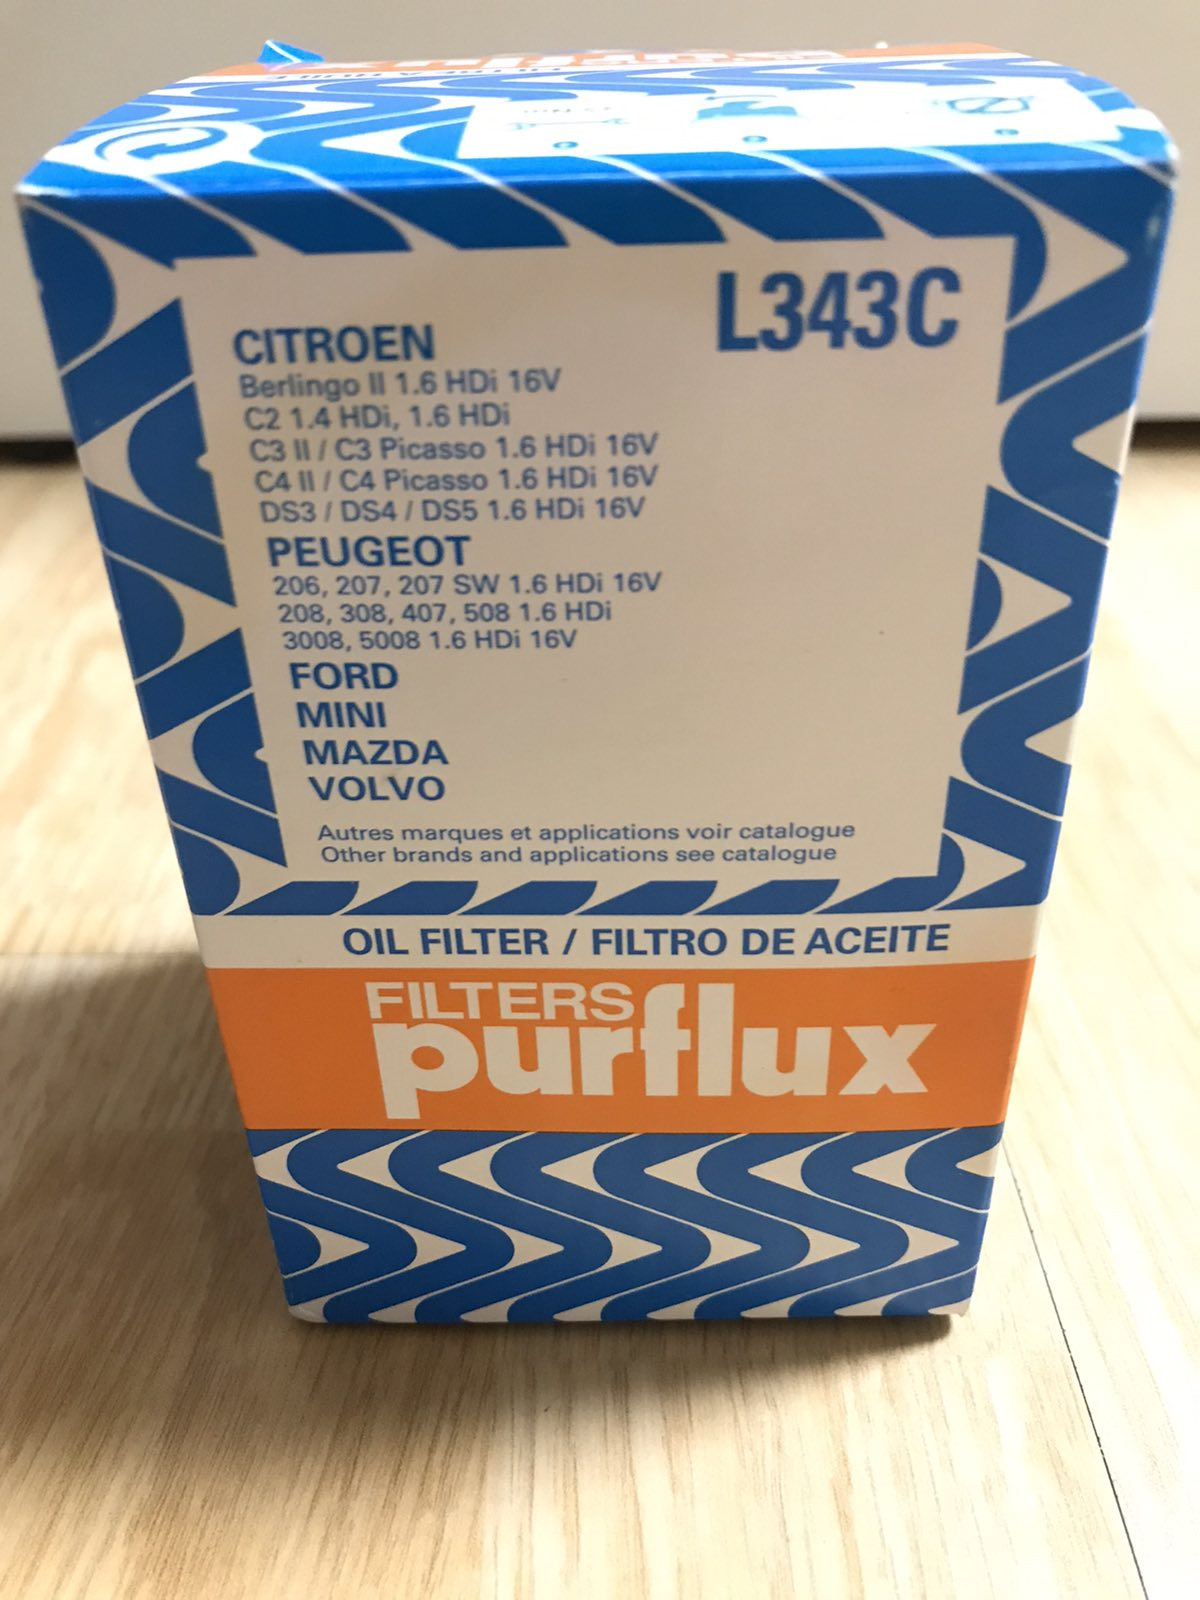 L343C
CITROEN
Berlingo II 1.6 HDi 16V
C2 1.4 HDi, 1.6 HDi
C3 II / C3 Picasso 1.6 HDi 16V
C4 II / C4 Picasso 1.6 HDi 16V
DS3 / DS4 / DS5 1.6 HDi 16V
PEUGEOT
206, 207, 207 SW 1.6 HDi 16V
208, 308, 407, 508 1.6 HDi
3008, 5008 1.6 HDi 16V
FORD
MINI
MAZDA
VOLVO
Autres marques et applications voir catalogue
Other brands and applications see catalogue
OIL FILTER / FILTRO DE ACEITE
FILTERS
purflux